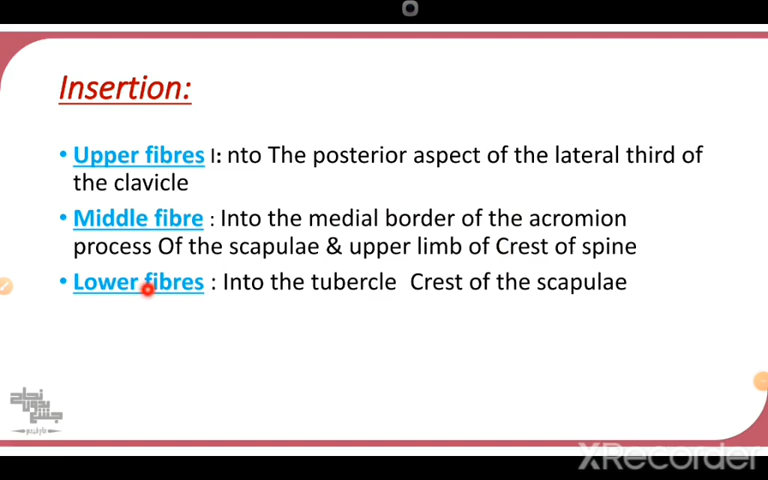 Insertion:
• Upper fibres I: nto The posterior aspect of the lateral third of
the clavicle
• Middle fibre : Into the medial border of the acromion
process Of the scapulae & upper limb of Crest of spine
• Lower fibres : Into the tubercle Crest of the scapulae
XRecorder